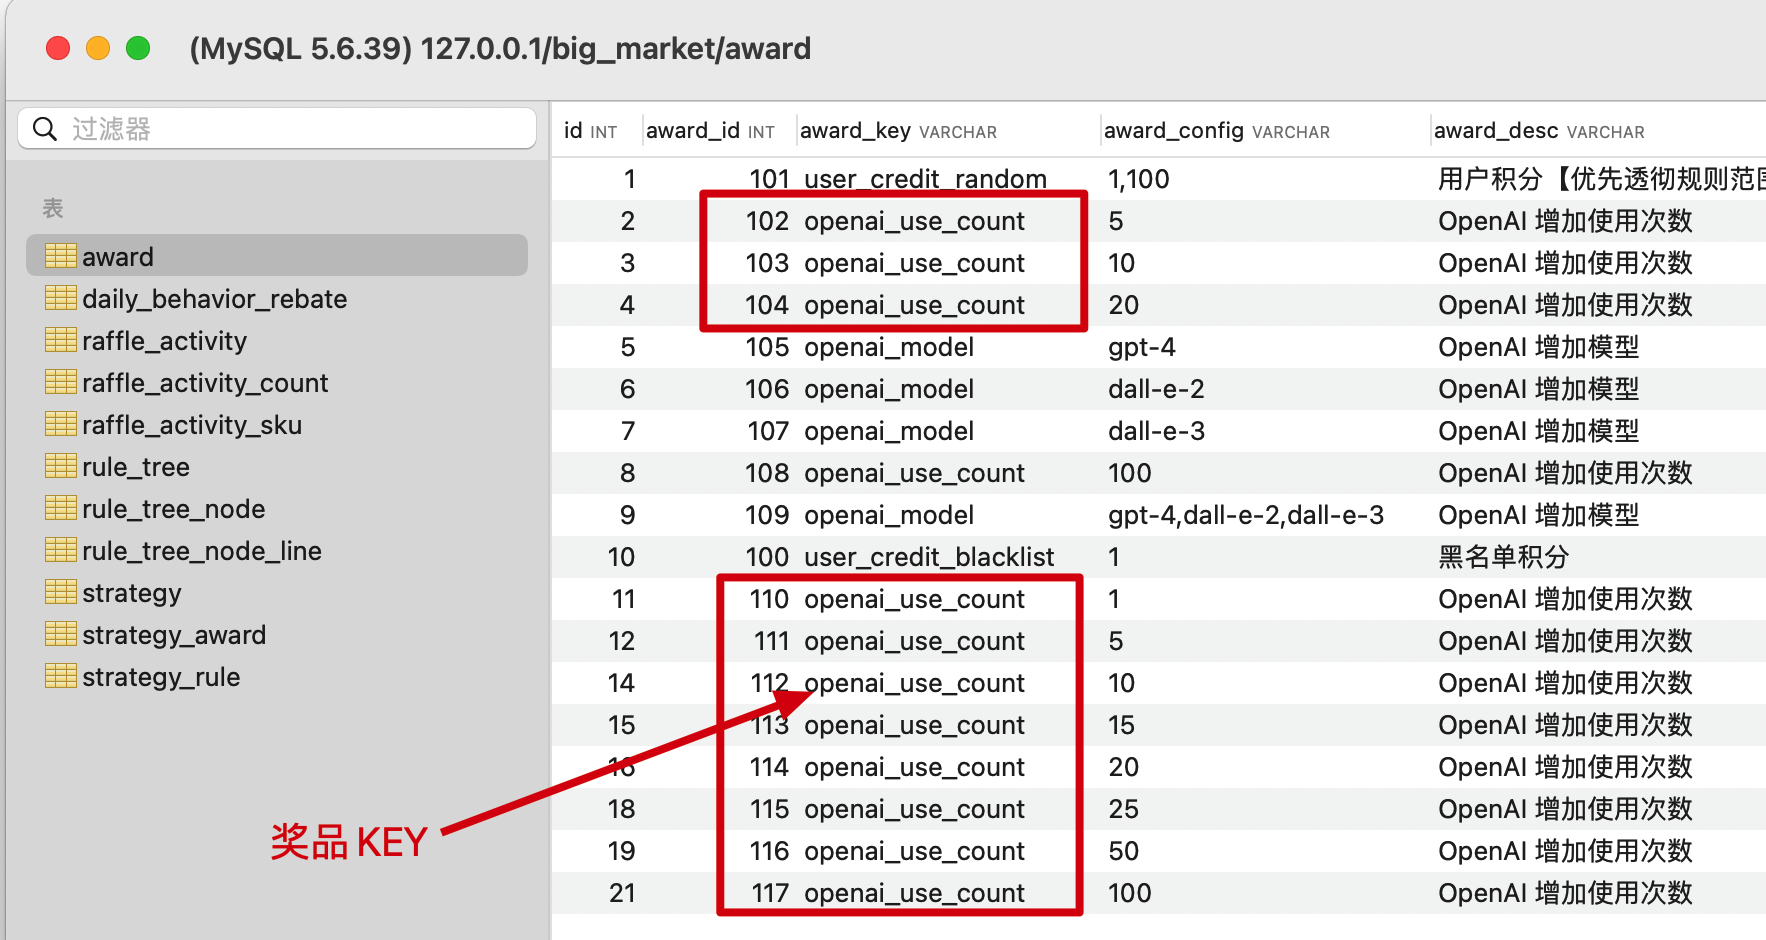 (MySQL 5.6.39) 127.0.0.1/big_market/award
过滤器
表
award
daily_behavior_rebate
raffle_activity
raffle_activity_count
raffle_activity_sku
rule_tree
rule_tree_node
rule_tree_node_line
strategy
strategy_award
strategy_rule
id INT award_id INT award_key VARCHAR award_config VARCHAR award_desc VARCHAR
1 101 user_credit_random 1,100 用户积分【优先透彻规则范围
2 102 openai_use_count 5 OpenAI 增加使用次数
3 103 openai_use_count 10 OpenAI 增加使用次数
4 104 openai_use_count 20 OpenAI 增加使用次数
5 105 openai_model gpt-4 OpenAI 增加模型
6 106 openai_model dall-e-2 OpenAI 增加模型
7 107 openai_model dall-e-3 OpenAI 增加模型
8 108 openai_use_count 100 OpenAI 增加使用次数
9 109 openai_model gpt-4,dall-e-2,dall-e-3 OpenAI 增加模型
10 100 user_credit_blacklist 1 黑名单积分
11 110 openai_use_count 1 OpenAI 增加使用次数
12 111 openai_use_count 5 OpenAI 增加使用次数
14 112 openai_use_count 10 OpenAI 增加使用次数
15 113 openai_use_count 15 OpenAI 增加使用次数
16 114 openai_use_count 20 OpenAI 增加使用次数
18 115 openai_use_count 25 OpenAI 增加使用次数
19 116 openai_use_count 50 OpenAI 增加使用次数
21 117 openai_use_count 100 OpenAI 增加使用次数
奖品 KEY